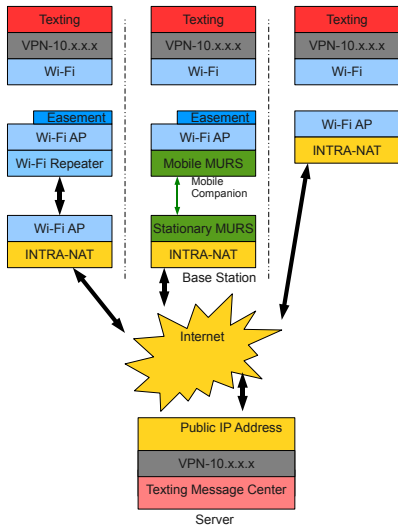 Texting
VPN-10.x.x.x
Wi-Fi
Texting
VPN-10.x.x.x
Wi-Fi
Texting
VPN-10.x.x.x
Wi-Fi
Easement
Wi-Fi AP
Wi-Fi Repeater
Easement
Wi-Fi AP
Mobile MURS
Wi-Fi AP
INTRA-NAT
Mobile
Companion
Wi-Fi AP
INTRA-NAT
Stationary MURS
INTRA-NAT
Base Station
Internet
Public IP Address
VPN-10.x.x.x
Texting Message Center
Server